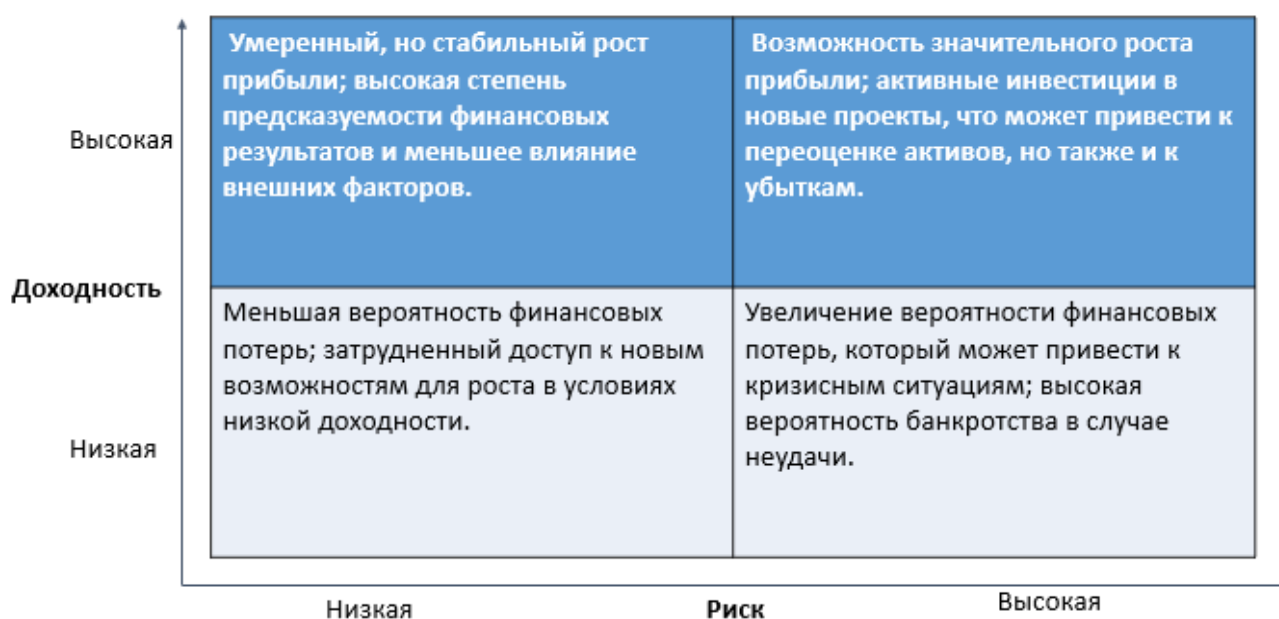 Умеренный, но стабильный рост
прибыли; высокая степень
предсказуемости финансовых
результатов и меньшее влияние
внешних факторов.
Возможность значительного роста
прибыли; активные инвестиции в
новые проекты, что может привести к
переоценке активов, но также и к
убыткам.
Высокая
Доходность
Меньшая вероятность финансовых
потерь; затрудненный доступ к новым
возможностям для роста в условиях
низкой доходности.
Увеличение вероятности финансовых
потерь, который может привести к
кризисным ситуациям; высокая
вероятность банкротства в случае
неудачи.
Низкая
Низкая
Риск
Высокая